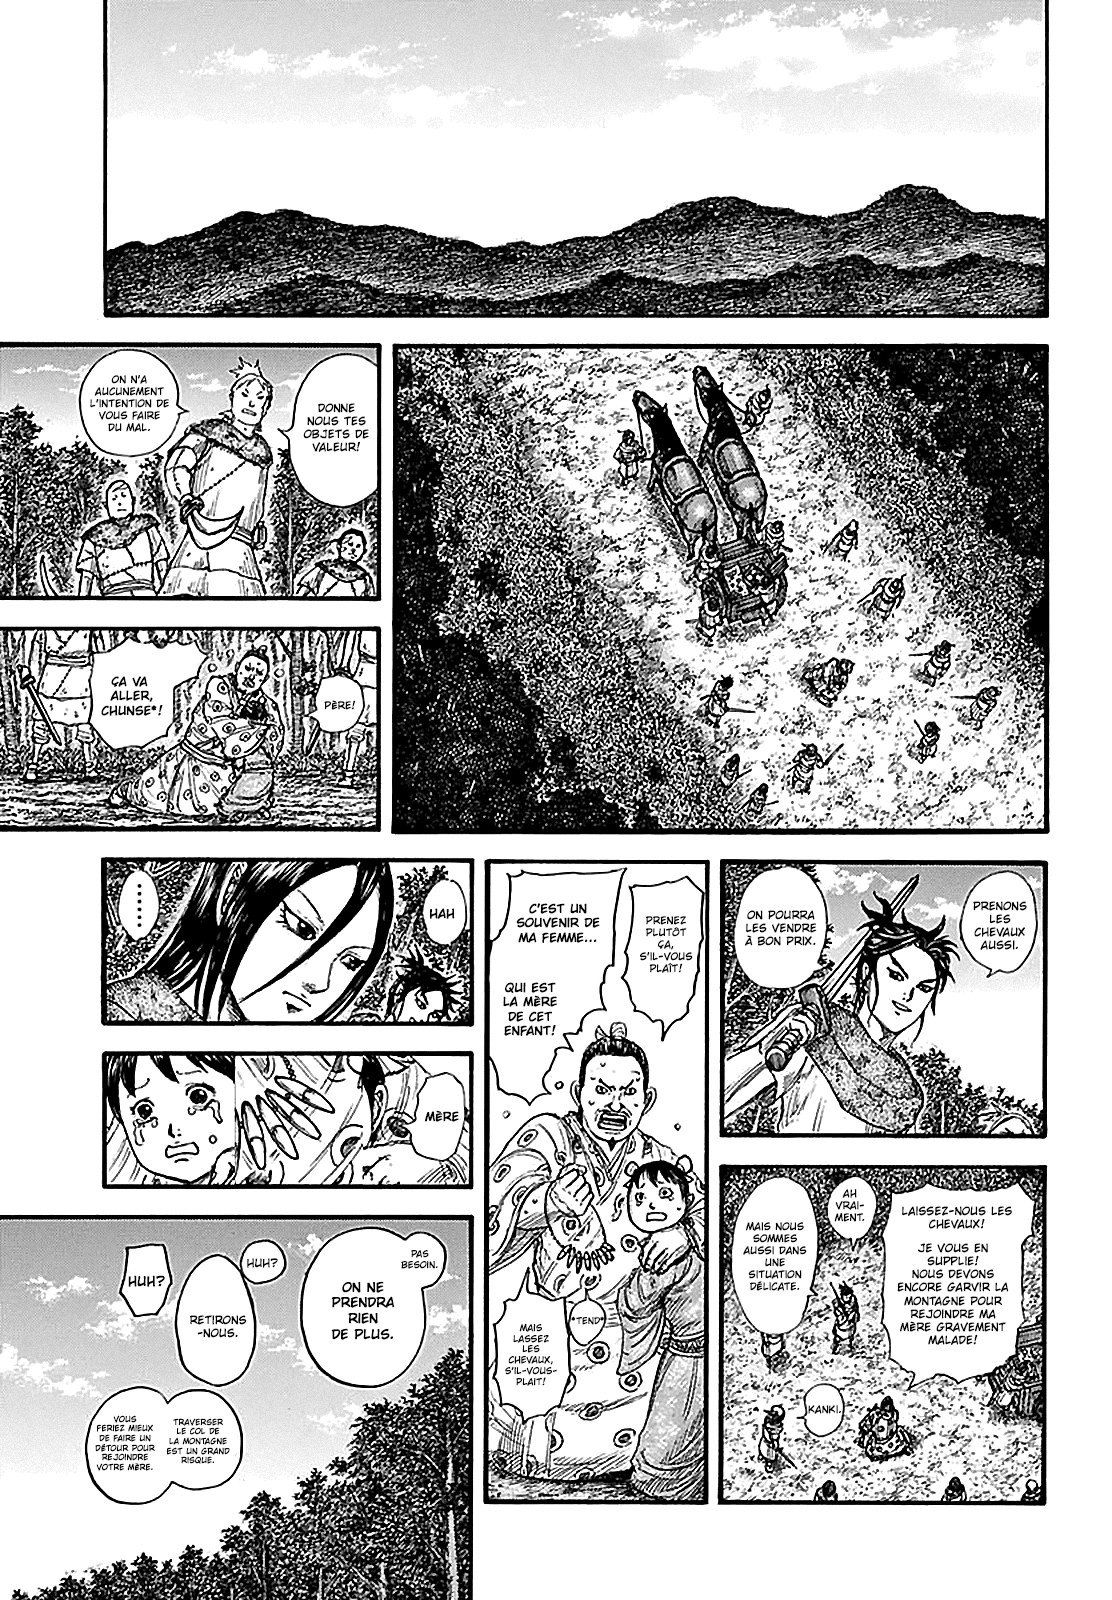 DONNE
NOUS TES
OBJETS DE
VALEUR!
ON N'A
AUCUNEMENT
L'INTENTION DE
VOUS FAIRE
DU MAL.
PÈRE!
ÇA VA
ALLER,
CHUNSE*!
PRENONS
LES
CHEVAUX
AUSSI.
ON POURRA
LES VENDRE
À BON PRIX.
LAISSEZ-NOUS LES
CHEVAUX!
JE VOUS EN
SUPPLIE!
NOUS DEVONS
ENCORE GARVIR LA
MONTAGNE POUR
REJOINDRE MA
MÈRE GRAVEMENT
MALADE!
AH
VRAI-
MENT.
MAIS NOUS
SOMMES
AUSSI DANS
UNE
SITUATION
DÉLICATE.
KANKI.
PRENEZ
PLUTÔT
ÇA,
S'IL-VOUS
PLAÎT!
C'EST UN
SOUVENIR DE
MA FEMME...
QUI EST
LA MÈRE
DE CET
ENFANT!
*TEND*
MAIS
LASSEZ
LES
CHEVAUX,
S'IL-VOUS-
PLAIT!
HAH
.......
MÈRE
PAS
BESOIN.
ON NE
PRENDRA
RIEN
DE PLUS.
HUH?
RETIRONS
-NOUS.
HUH?
TRAVERSER
LE COL DE
LA MONTAGNE
EST UN GRAND
RISQUE.
VOUS
FERIEZ MIEUX
DE FAIRE UN
DÉTOUR POUR
REJOINDRE
VOTRE MÈRE.